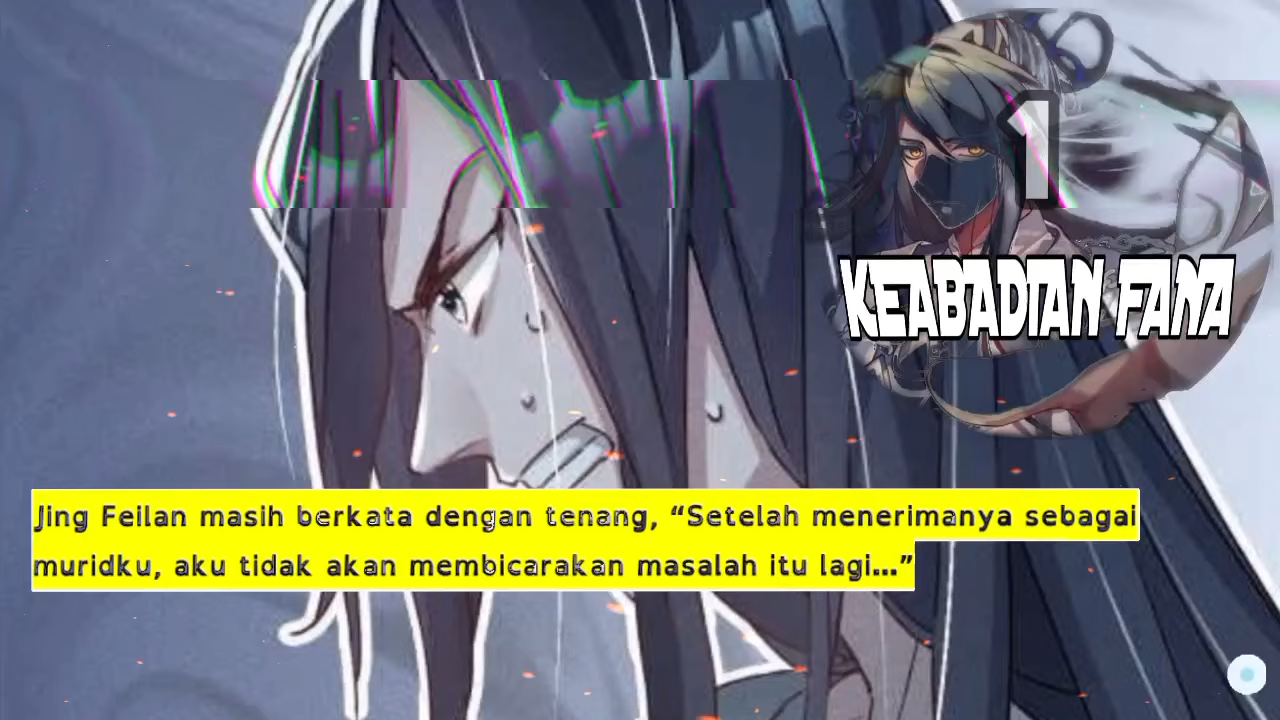 1
KEABADIAN FANA
Jing Feilan masih berkata dengan tenang, “Setelah menerimanya sebagai
muridku, aku tidak akan membicarakan masalah itu lagi...”